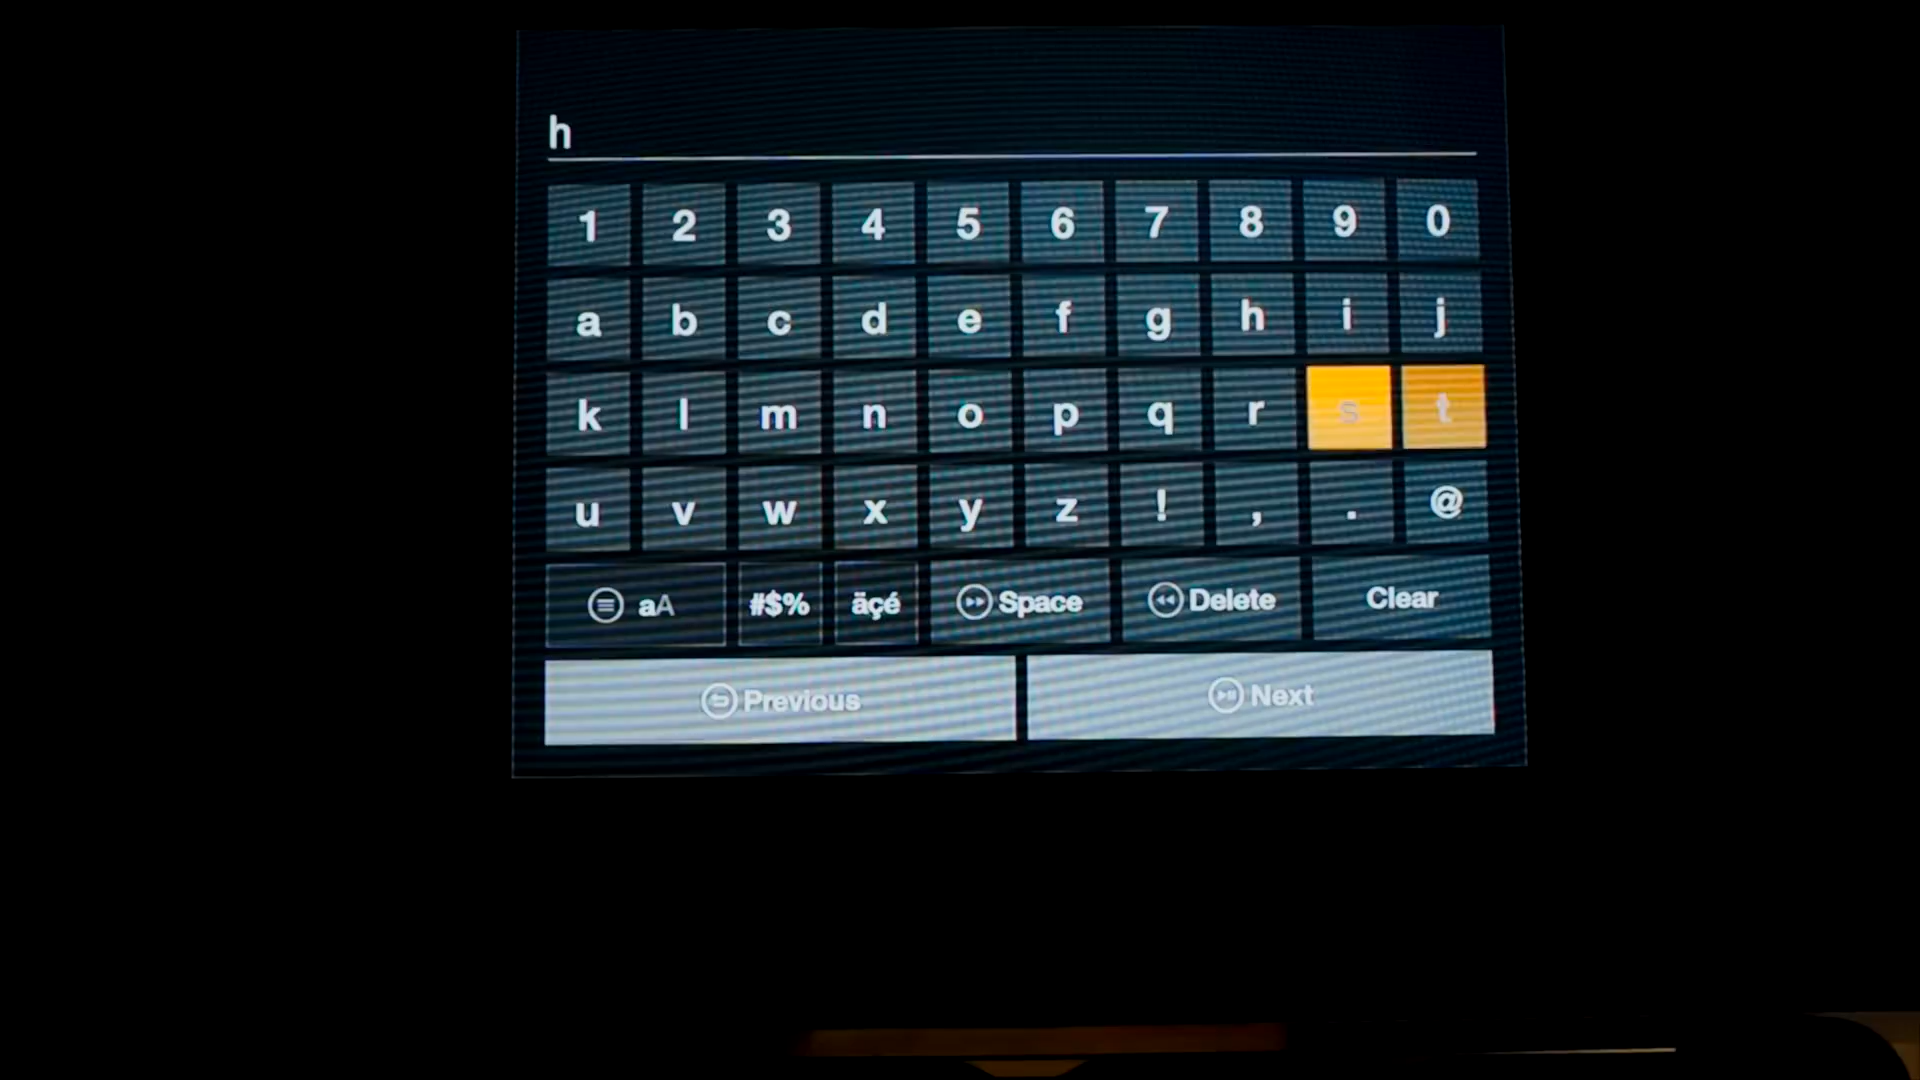 h
1 2 3 4 5 6 7 8 9 0
a b c d e f g h i j
k l m n o p q r s t
u v w x y z ! , . @
aA #$% äçé Space Delete Clear
Previous Next